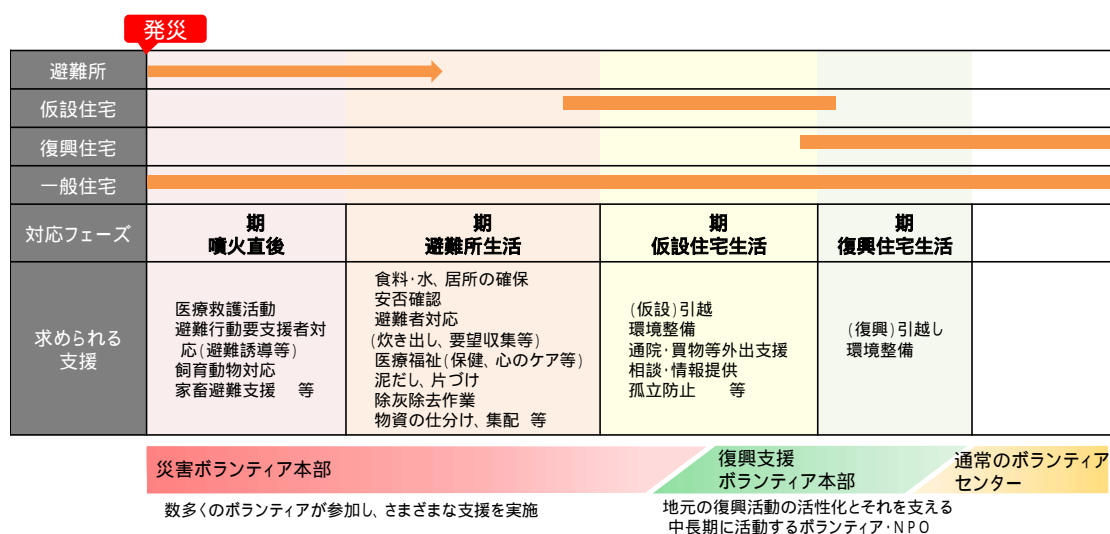 発災
避難所
仮設住宅
復興住宅
一般住宅
対応フェーズ
期
噴火直後
期
避難所生活
期
仮設住宅生活
期
復興住宅生活
求められる
支援
医療救護活動
避難行動要支援者対
応(避難誘導等)
飼育動物対応
家畜避難支援 等
食料・水、居所の確保
安否確認
避難者対応
(炊き出し、要望収集等)
医療福祉(保健、心のケア等)
泥だし、片づけ
除灰除去作業
物資の仕分け、集配 等
(仮設)引越
環境整備
通院・買物等外出支援
相談・情報提供
孤立防止 等
(復興)引越し
環境整備
災害ボランティア本部
復興支援
ボランティア本部
通常のボランティア
センター
数多くのボランティアが参加し、さまざまな支援を実施
地元の復興活動の活性化とそれを支える
中長期に活動するボランティア・NPO